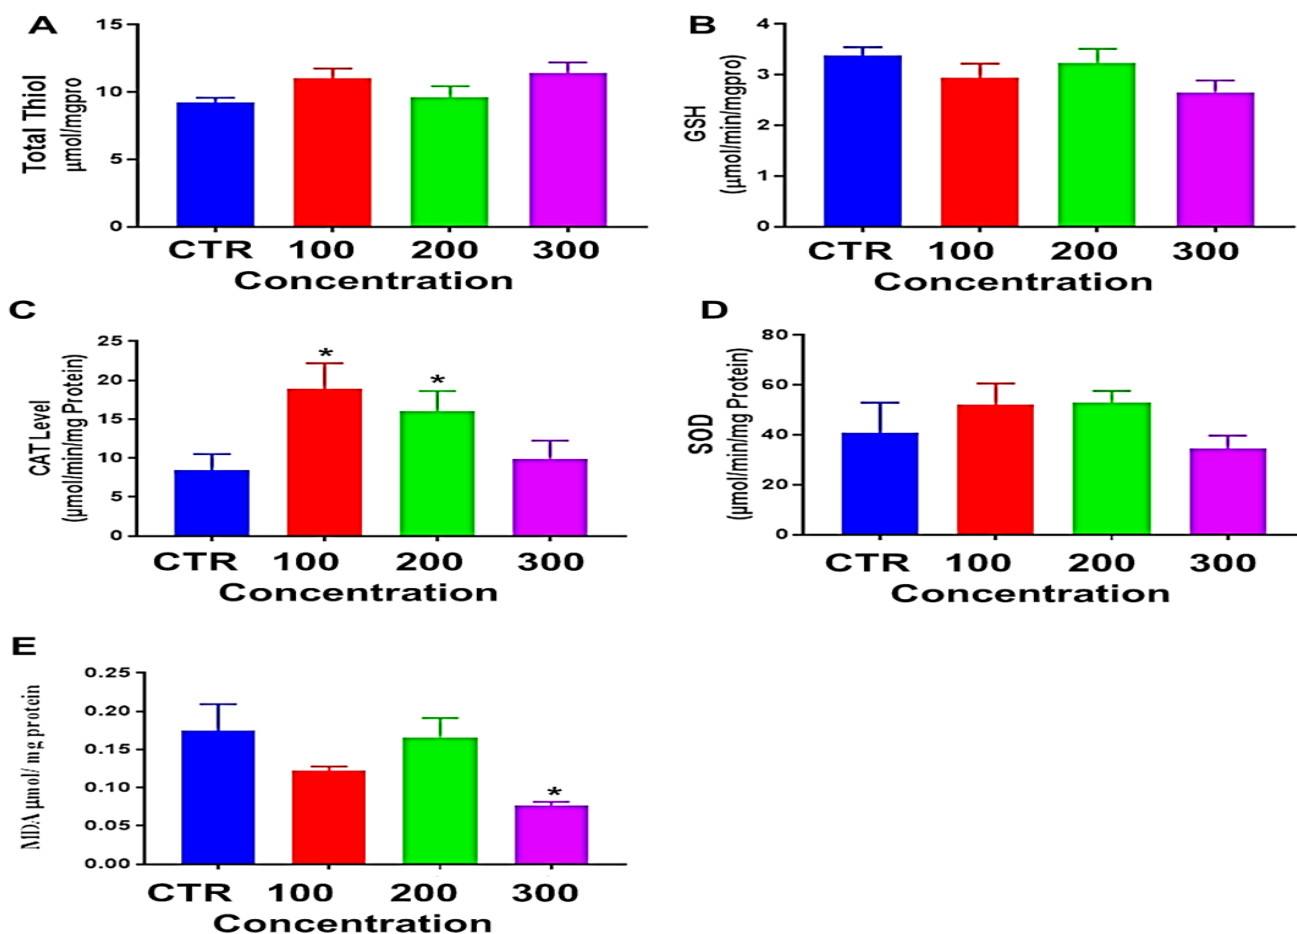 A
Total Thiol
µmol/mgpro
15
10
5
0
CTR 100 200 300
Concentration
B
GSH
(µmol/min/mgpro)
4
3
2
1
0
CTR 100 200 300
Concentration
C
CAT Level
(µmol/min/mg Protein)
25
20
15
10
5
0
*
*
CTR 100 200 300
Concentration
D
SOD
(µmol/min/mg Protein)
80
60
40
20
0
CTR 100 200 300
Concentration
E
MDA µmol/ mg protein
0.25
0.20
0.15
0.10
0.05
0.00
*
CTR 100 200 300
Concentration